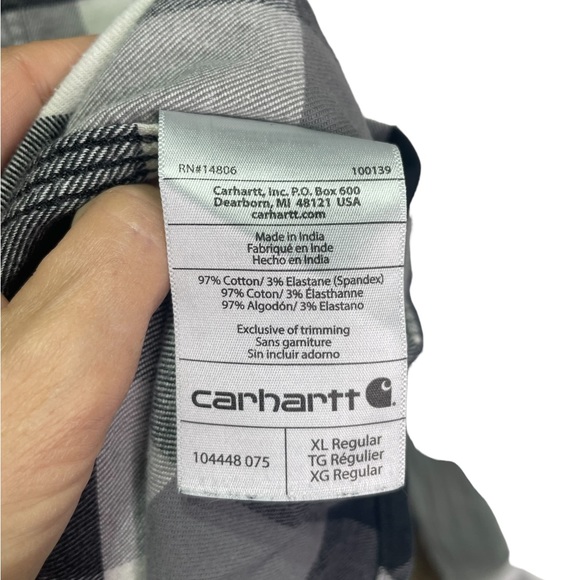 RN#14806 100139
Carhartt, Inc. P.O. Box 600
Dearborn, MI 48121 USA
carhartt.com
Made in India
Fabriqué en Inde
Hecho en India
97% Cotton/ 3% Elastane (Spandex)
97% Coton/ 3% Élasthanne
97% Algodón/ 3% Elastano
Exclusive of trimming
Sans garniture
Sin incluir adorno
carhartt
104448 075
XL Regular
TG Régulier
XG Regular